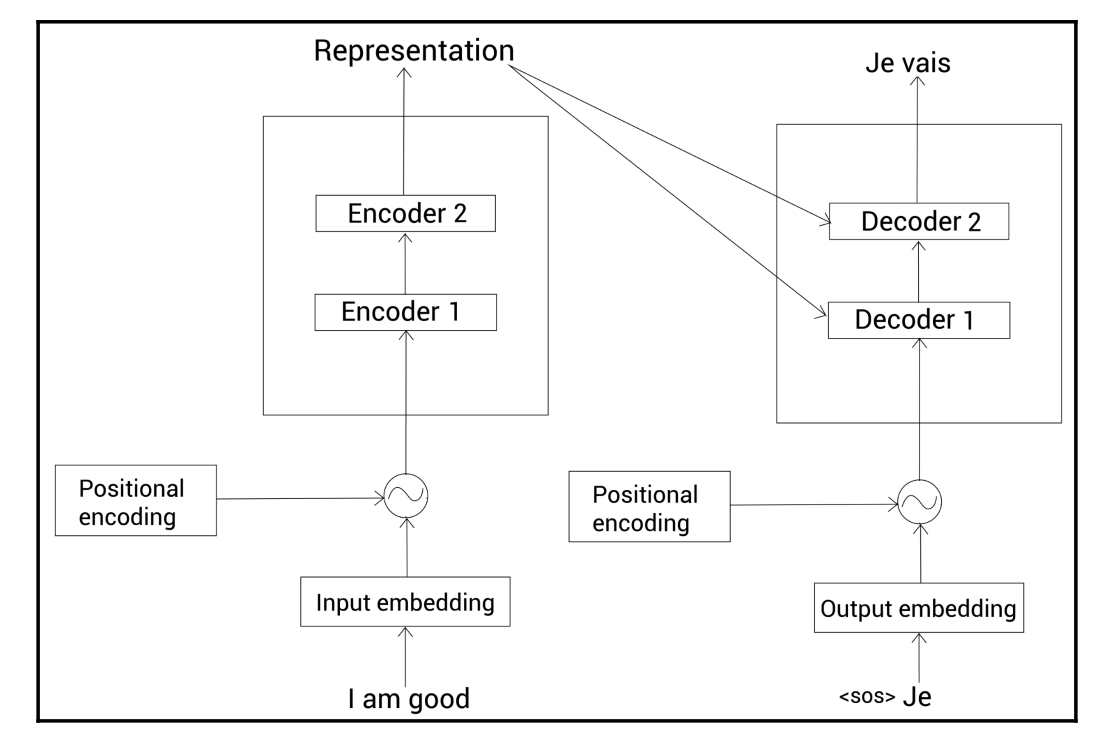 Representation
Encoder 2
Encoder 1
Positional
encoding
Input embedding
I am good
Je vais
Decoder 2
Decoder 1
Positional
encoding
Output embedding
<sos> Je